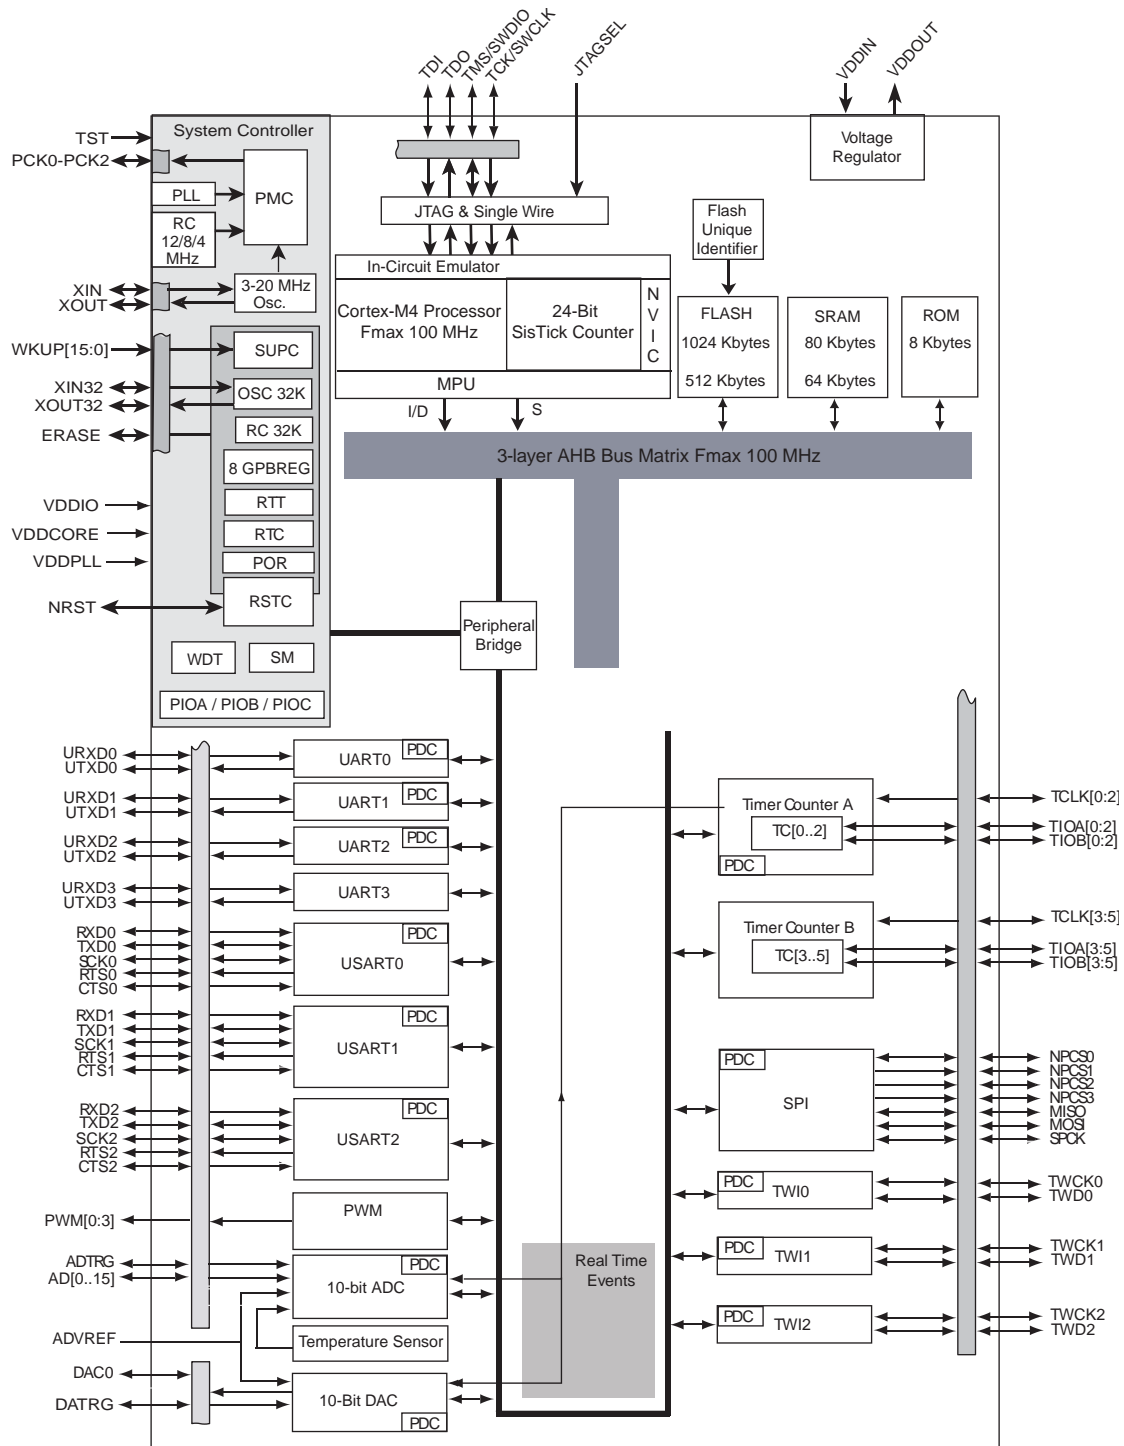 TDI
TDO
TMS/SWDIO
TCK/SWCLK
JTAGSEL
VDDIN
VDDOUT
System Controller
Voltage
Regulator
TST
PCK0-PCK2
PLL
PMC
RC
12/8/4
MHz
JTAG & Single Wire
Flash
Unique
Identifier
In-Circuit Emulator
XIN
XOUT
3-20 MHz
Osc.
Cortex-M4 Processor
Fmax 100 MHz
24-Bit
SisTick Counter
N
V
I
C
MPU
FLASH
1024 Kbytes
512 Kbytes
SRAM
80 Kbytes
64 Kbytes
ROM
8 Kbytes
I/D
S
WKUP[15:0]
SUPC
XIN32
XOUT32
OSC 32K
ERASE
RC 32K
3-layer AHB Bus Matrix Fmax 100 MHz
8 GPBREG
VDDIO
RTT
VDDCORE
RTC
VDDPLL
POR
NRST
RSTC
Peripheral
Bridge
WDT
SM
PIOA / PIOB / PIOC
URXD0
UTXD0
UART0
PDC
URXD1
UTXD1
UART1
PDC
URXD2
UTXD2
UART2
PDC
URXD3
UTXD3
UART3
RXD0
TXD0
SCK0
RTS0
CTS0
USART0
PDC
RXD1
TXD1
SCK1
RTS1
CTS1
USART1
PDC
RXD2
TXD2
SCK2
RTS2
CTS2
USART2
PDC
PWM[0:3]
PWM
ADTRG
AD[0..15]
10-bit ADC
PDC
ADVREF
Temperature Sensor
DAC0
DATRG
10-Bit DAC
PDC
Real Time
Events
Timer Counter A
TC[0..2]
PDC
TCLK[0:2]
TIOA[0:2]
TIOB[0:2]
Timer Counter B
TC[3..5]
TCLK[3:5]
TIOA[3:5]
TIOB[3:5]
PDC
SPI
NPCS0
NPCS1
NPCS2
NPCS3
MISO
MOSI
SPCK
PDC
TWI0
TWCK0
TWD0
PDC
TWI1
TWCK1
TWD1
PDC
TWI2
TWCK2
TWD2